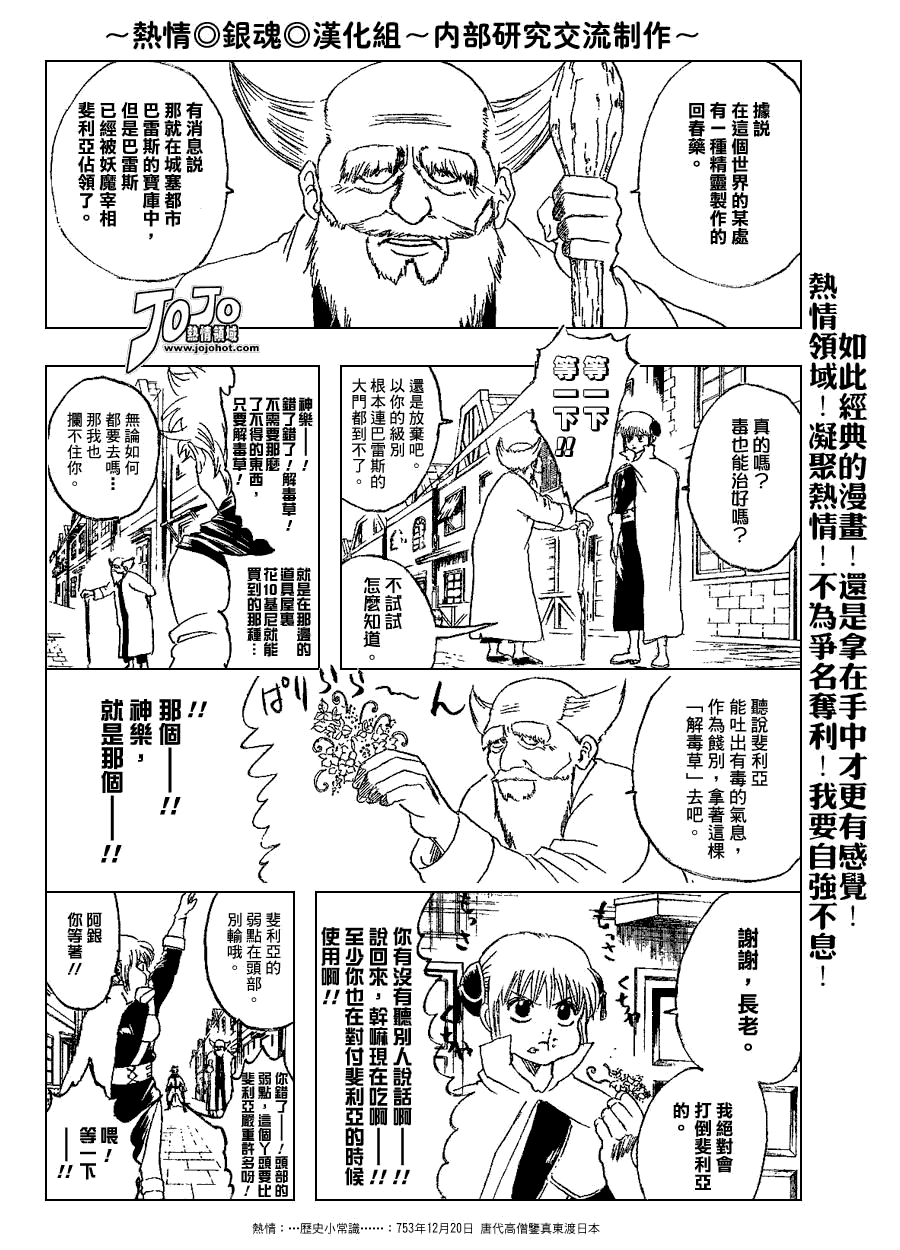 ～熱情◎銀魂◎漢化組～内部研究交流制作～
據說
在這個世界的某處
有一種精靈製作的
回春藥。
有消息說
那就在城塞都市
巴雷斯的寶庫中，
但是巴雷斯
已經被妖魔宰相
斐利亞佔領了。
JOJO
熱情領域
www.jojohot.com
真的嗎？
毒也能治好嗎？
等一下
等一下!!
還是放棄吧。
以你的級別
根本連巴雷斯的
大門都到不了。
不試試
怎麼知道。
神樂——！
錯了錯了！解毒草！
不需要那麼
了不得的東西，
只要解毒草！
就是在那邊的
道具屋裏
花10基尼就能
買到的那種…
無論如何
都要去嗎…
那我也
攔不住你。
聽說斐利亞
能吐出有毒的氣息，
作為餞別，拿著這棵
「解毒草」去吧。
ぱりらら
!!
那個——!!
神樂，
就是那個——!!
謝謝，長老。
我絕對會
打倒斐利亞
的。
你有沒有聽別人說話啊——
說回來，幹嘛現在吃啊——
至少你也在對付斐利亞的時候
使用啊!!
斐利亞的
弱點在頭部。
別輸哦。
阿銀
你等著!!
你錯了——！頭部的
弱點，這個丫頭要比
斐利亞嚴重許多吩！
喂！
等一下
——!!
如此經典的漫畫！還是拿在手中才更有感覺！
熱情領域！凝聚熱情！不為爭名奪利！我要自強不息！
熱情：…歷史小常識……：753年12月20日 唐代高僧鑒真東渡日本